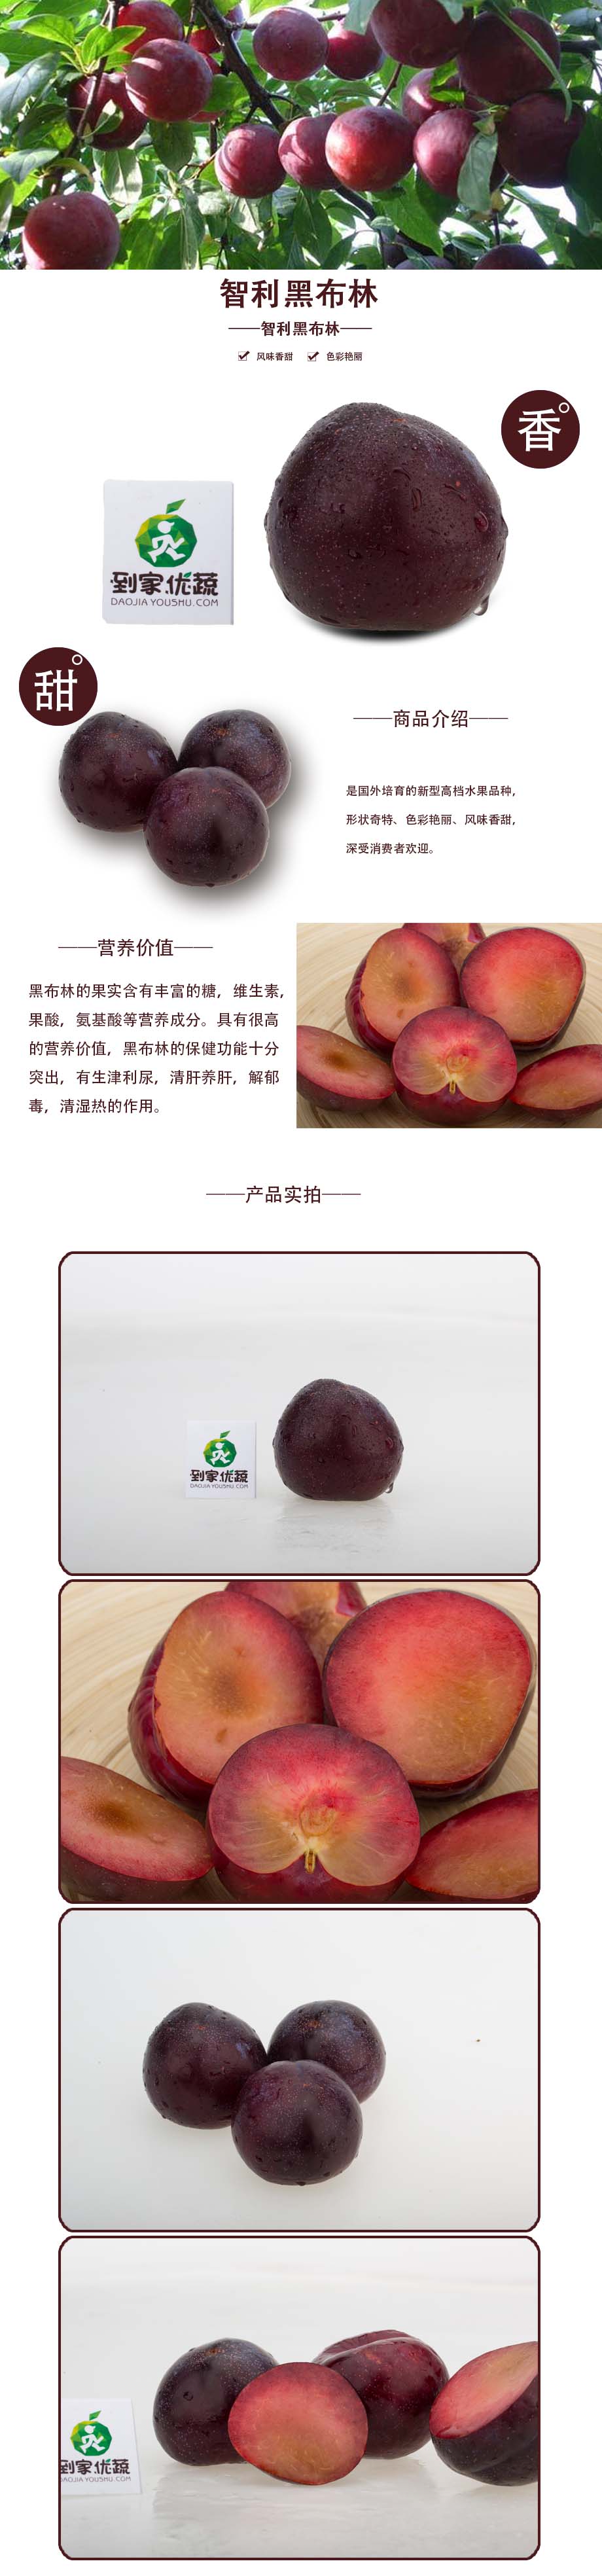 智利黑布林
——智利黑布林——
风味香甜 色彩艳丽
香
到家优蔬
DAOJIA YOUSHU.COM
甜
——商品介绍——
是国外培育的新型高档水果品种，
形状奇特、色彩艳丽、风味香甜，
深受消费者欢迎。
——营养价值——
黑布林的果实含有丰富的糖，维生素，
果酸，氨基酸等营养成分。具有很高
的营养价值，黑布林的保健功能十分
突出，有生津利尿，清肝养肝，解郁
毒，清湿热的作用。
——产品实拍——
到家优蔬
DAOJIA YOUSHU.COM
到家优蔬
DAOJIA YOUSHU.COM